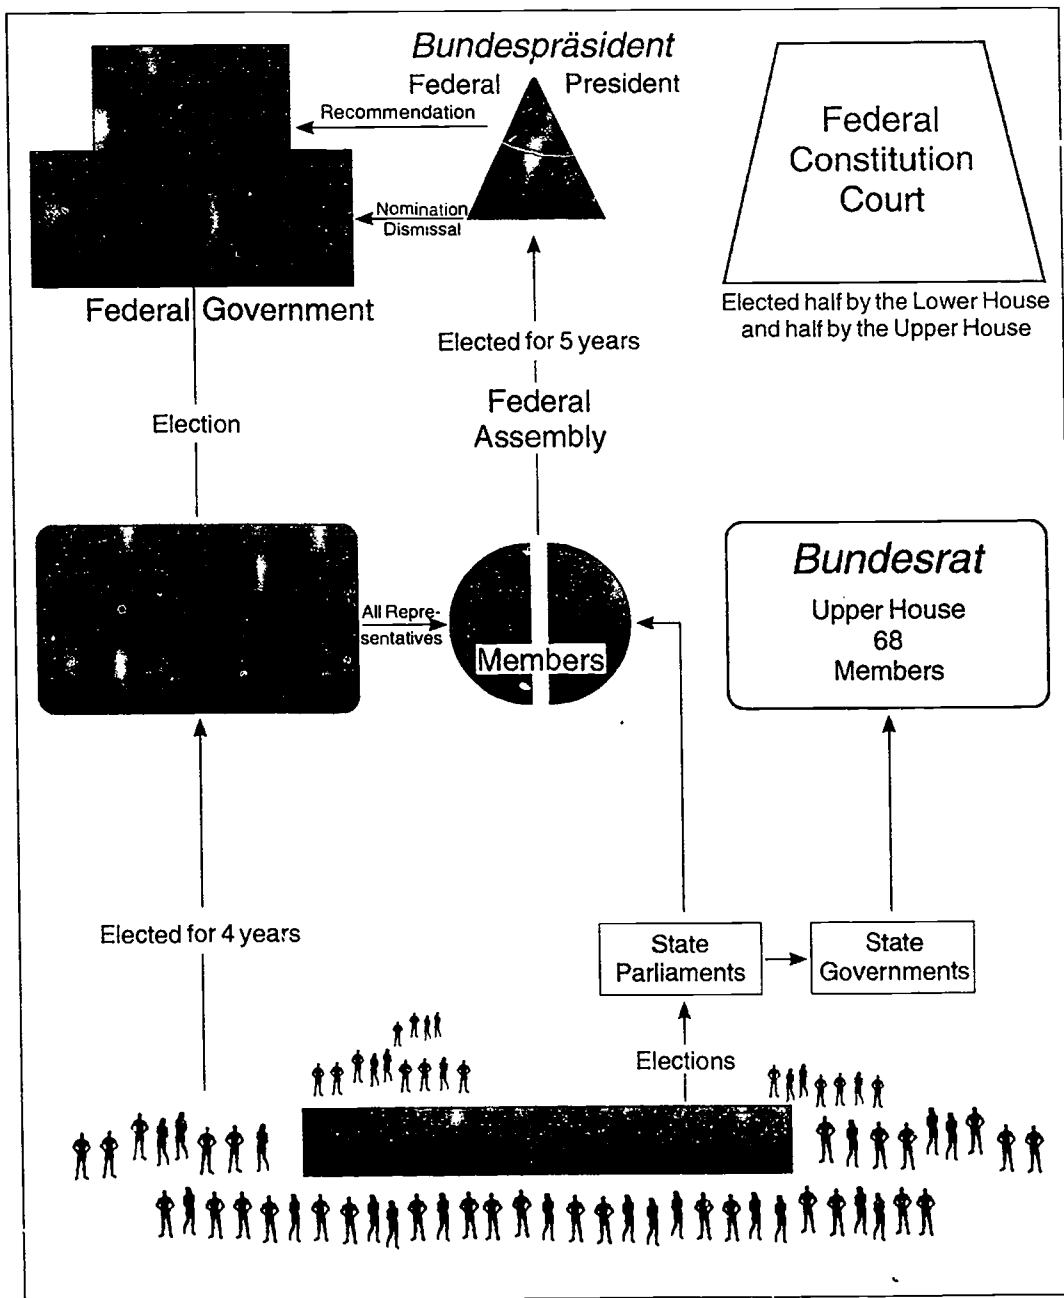 Bundespräsident
Federal President
Recommendation
Nomination
Dismissal
Federal Government
Federal
Constitution
Court
Elected half by the Lower House
and half by the Upper House
Elected for 5 years
Federal
Assembly
Election
All Repre-
sentatives
Members
Bundesrat
Upper House
68
Members
Elected for 4 years
State
Parliaments
State
Governments
Elections